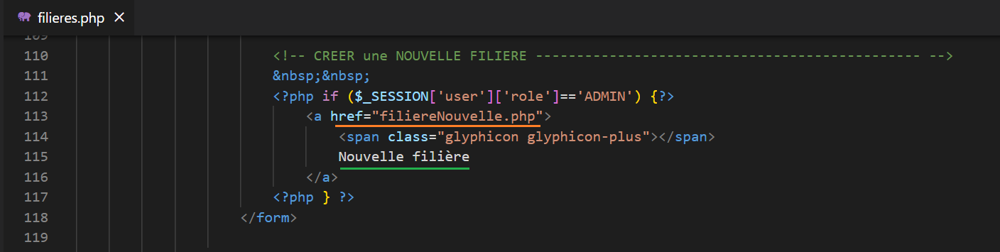 filieres.php ×
109
110 <!-- CREER une NOUVELLE FILIERE ----------------------------------------------- -->
111 &nbsp;&nbsp;
112 <?php if ($_SESSION['user']['role']=='ADMIN') {?>
113 <a href="filiereNouvelle.php">
114 <span class="glyphicon glyphicon-plus"></span>
115 Nouvelle filière
116 </a>
117 <?php } ?>
118 </form>
119